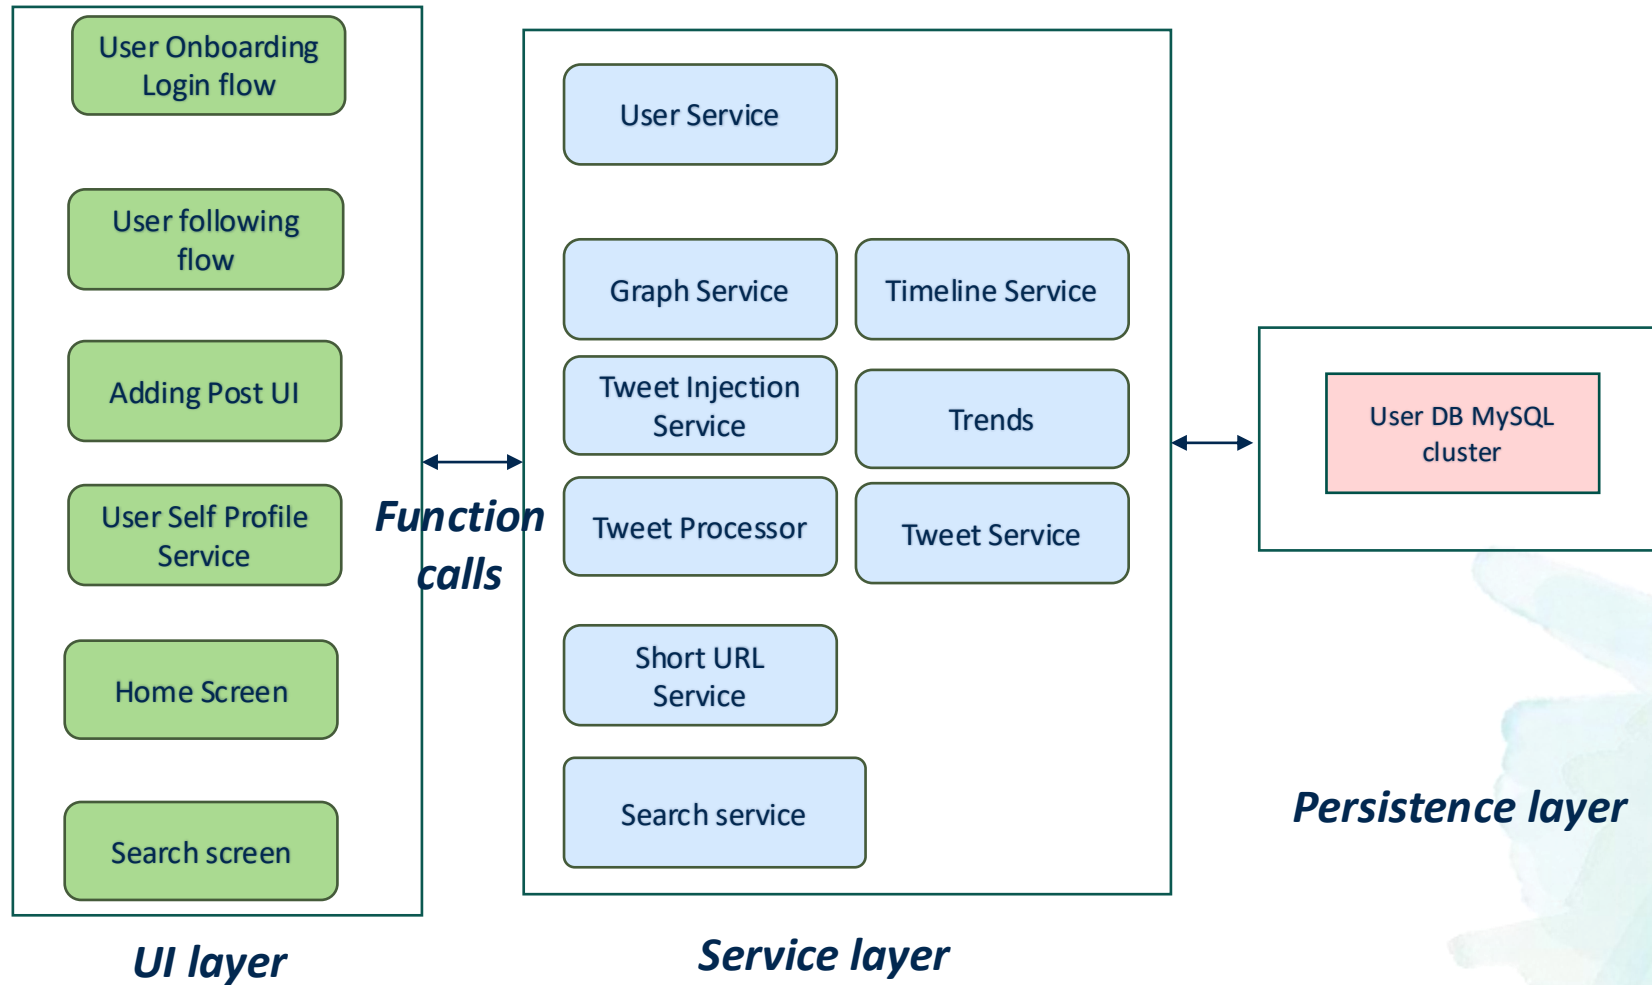 User Onboarding
Login flow
User following
flow
Adding Post UI
User Self Profile
Service
Home Screen
Search screen
UI layer
Function
calls
User Service
Graph Service
Timeline Service
Tweet Injection
Service
Trends
Tweet Processor
Tweet Service
Short URL
Service
Search service
Service layer
User DB MySQL
cluster
Persistence layer